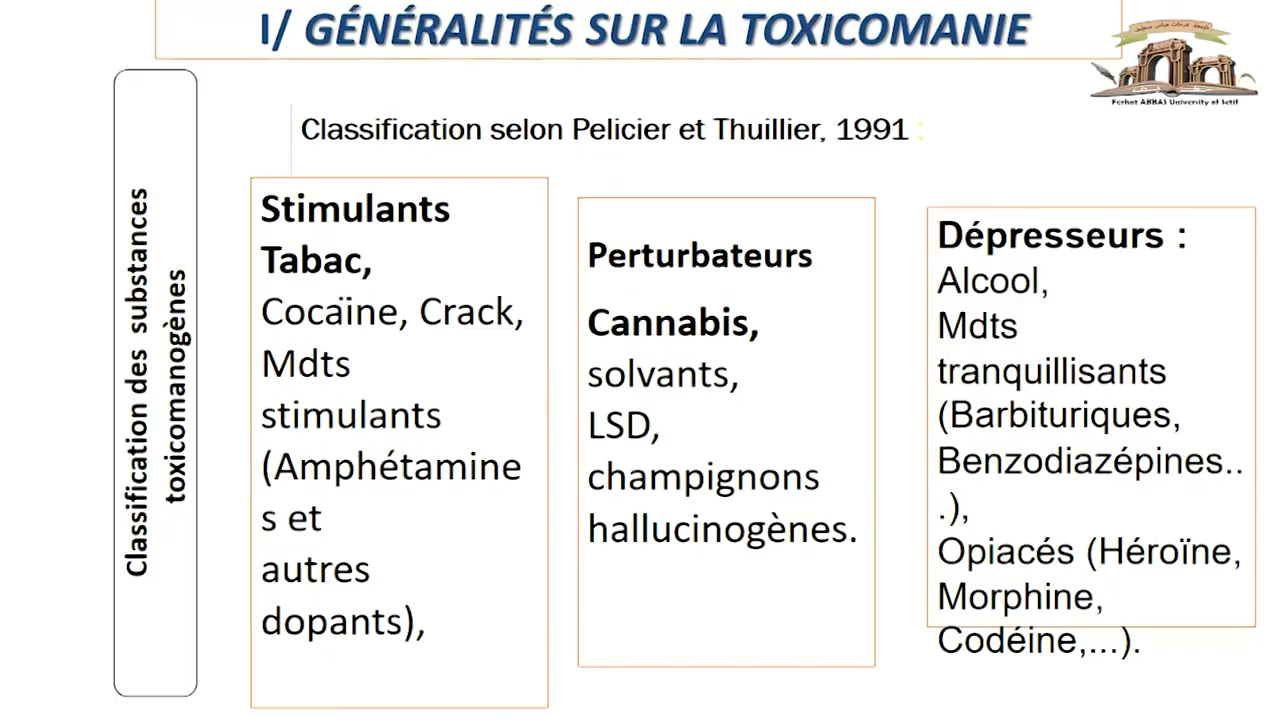 I/ GÉNÉRALITÉS SUR LA TOXICOMANIE
Ferhat ABBAS University of Setif
Classification des substances
toxicomanogènes
Classification selon Pelicier et Thuillier, 1991 :
Stimulants
Tabac,
Cocaïne, Crack,
Mdts
stimulants
(Amphétamine
s et
autres
dopants),
Perturbateurs
Cannabis,
solvants,
LSD,
champignons
hallucinogènes.
Dépresseurs :
Alcool,
Mdts
tranquillisants
(Barbituriques,
Benzodiazépines..
.),
Opiacés (Héroïne,
Morphine,
Codéine,...).